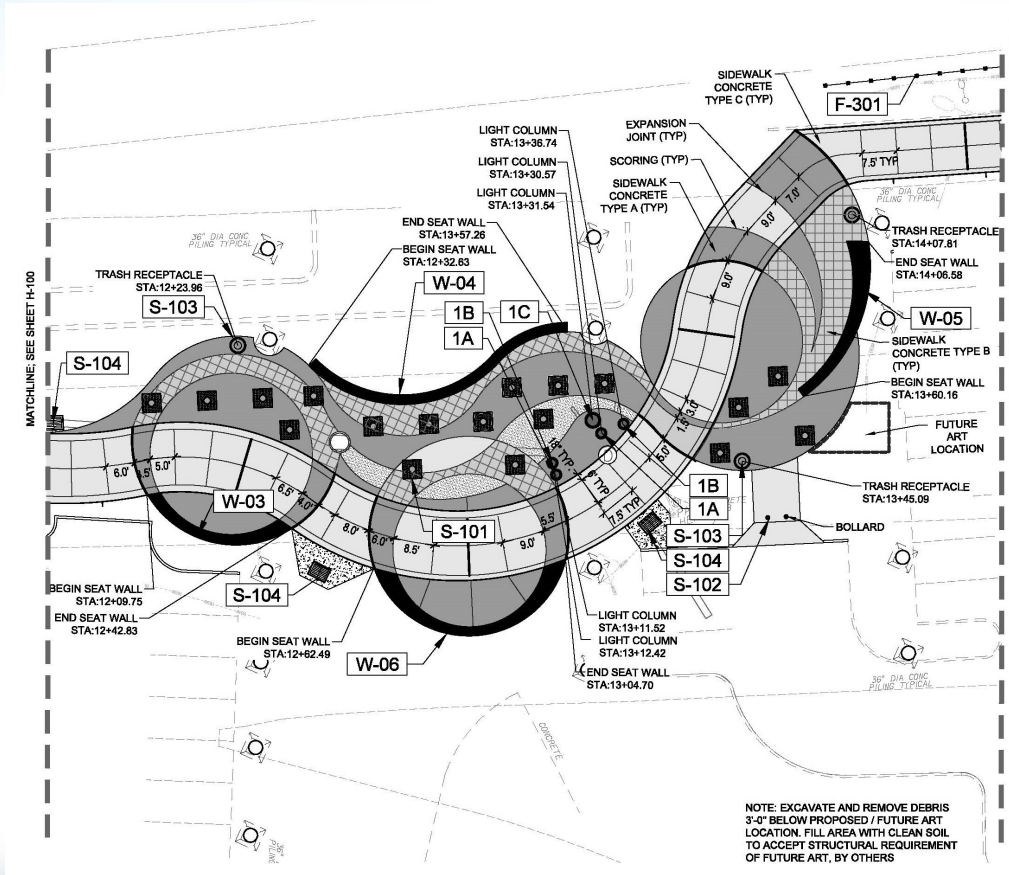 SIDEWALK
CONCRETE
TYPE C (TYP)
F-301
LIGHT COLUMN
STA:13+36.74
EXPANSION
JOINT (TYP)
LIGHT COLUMN
STA:13+30.57
SCORING (TYP)
7.5' TYP
LIGHT COLUMN
STA:13+31.54
SIDEWALK
CONCRETE
TYPE A (TYP)
7.0'
9.0'
9.0'
36" DIA CONC
PILING TYPICAL
END SEAT WALL
STA:13+57.26
36" DIA CONC
PILING TYPICAL
BEGIN SEAT WALL
STA:12+32.63
TRASH RECEPTACLE
STA:14+07.81
END SEAT WALL
STA:14+06.58
TRASH RECEPTACLE
STA:12+23.96
S-103
W-04
1B
1C
1A
W-05
MATCHLINE; SEE SHEET H-100
SIDEWALK
CONCRETE TYPE B
(TYP)
S-104
BEGIN SEAT WALL
STA:13+60.16
FUTURE
ART
LOCATION
3.0'
1.5'
18" TYP.
5.0'
6" TYP
7.5' TYP
6.0'
5.0'
6.5'
4.0'
W-03
8.0'
6.0'
8.5'
S-101
9.0'
5.5'
1B
1A
TRASH RECEPTACLE
STA:13+45.09
S-103
S-104
S-102
BOLLARD
BEGIN SEAT WALL
STA:12+09.75
END SEAT WALL
STA:12+42.83
S-104
BEGIN SEAT WALL
STA:12+62.49
W-06
LIGHT COLUMN
STA:13+11.52
LIGHT COLUMN
STA:13+12.42
END SEAT WALL
STA:13+04.70
36" DIA CONC
PILING TYPICAL
CONCRETE
NOTE: EXCAVATE AND REMOVE DEBRIS
3'-0" BELOW PROPOSED / FUTURE ART
LOCATION. FILL AREA WITH CLEAN SOIL
TO ACCEPT STRUCTURAL REQUIREMENT
OF FUTURE ART, BY OTHERS